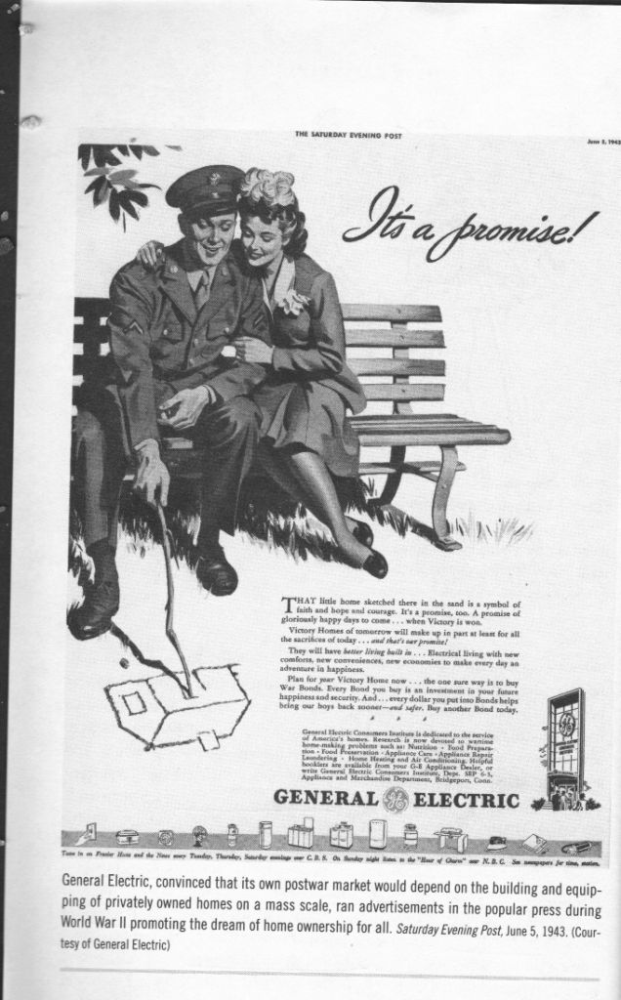 THE SATURDAY EVENING POST
June 5, 1943
It's a promise!
THAT little home sketched there in the sand is a symbol of
faith and hope and courage. It's a promise, too. A promise of
gloriously happy days to come . . . when Victory is won.
Victory Homes of tomorrow will make up in part at least for all
the sacrifices of today . . . and that's our promise!
They will have better living built in . . . Electrical living with new
comforts, new conveniences, new economies to make every day an
adventure in happiness.
Plan for your Victory Home now . . . the one sure way is to buy
War Bonds. Every Bond you buy is an investment in your future
happiness and security. And . . . every dollar you put into Bonds helps
bring our boys back sooner—and safer. Buy another Bond today.
General Electric Consumers Institute is dedicated to the service
of America's homes. Research is now devoted to wartime
home-making problems such as: Nutrition · Food Prepara-
tion · Food Preservation · Appliance Care · Appliance Repair
Laundering · Home Heating and Air Conditioning. Helpful
booklets are available from your G-E Appliance Dealer, or
write General Electric Consumers Institute, Dept. SEP 6-5,
Appliance and Merchandise Department, Bridgeport, Conn.
GENERAL GE ELECTRIC
Tune in on Frazier Hunt and the News every Tuesday, Thursday, Saturday evenings over C. B. S. On Sunday night listen to the "Hour of Charm" over N. B. C. See newspapers for time, station.
General Electric, convinced that its own postwar market would depend on the building and equip-
ping of privately owned homes on a mass scale, ran advertisements in the popular press during
World War II promoting the dream of home ownership for all. Saturday Evening Post, June 5, 1943. (Cour-
tesy of General Electric)